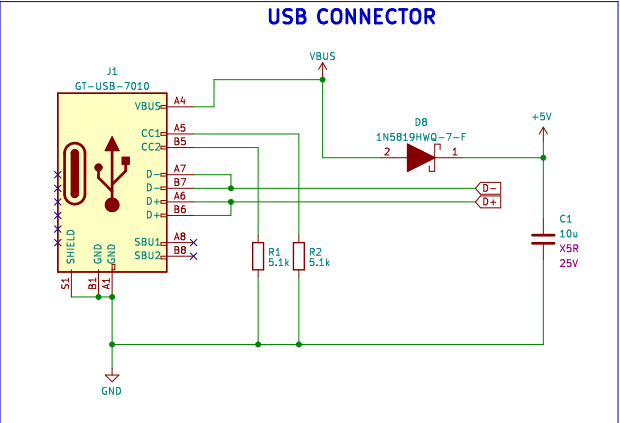 USB CONNECTOR
VBUS
J1
GT-USB-7010
VBUS
A4
CC1
A5
CC2
B5
D-
A7
D-
B7
D+
A6
D+
B6
SBU1
A8
SBU2
B8
SHIELD
GND
GND
S1
B1
A1
D8
1N5819HWQ-7-F
2
1
+5V
D-
D+
C1
10u
X5R
25V
R1
5.1k
R2
5.1k
GND